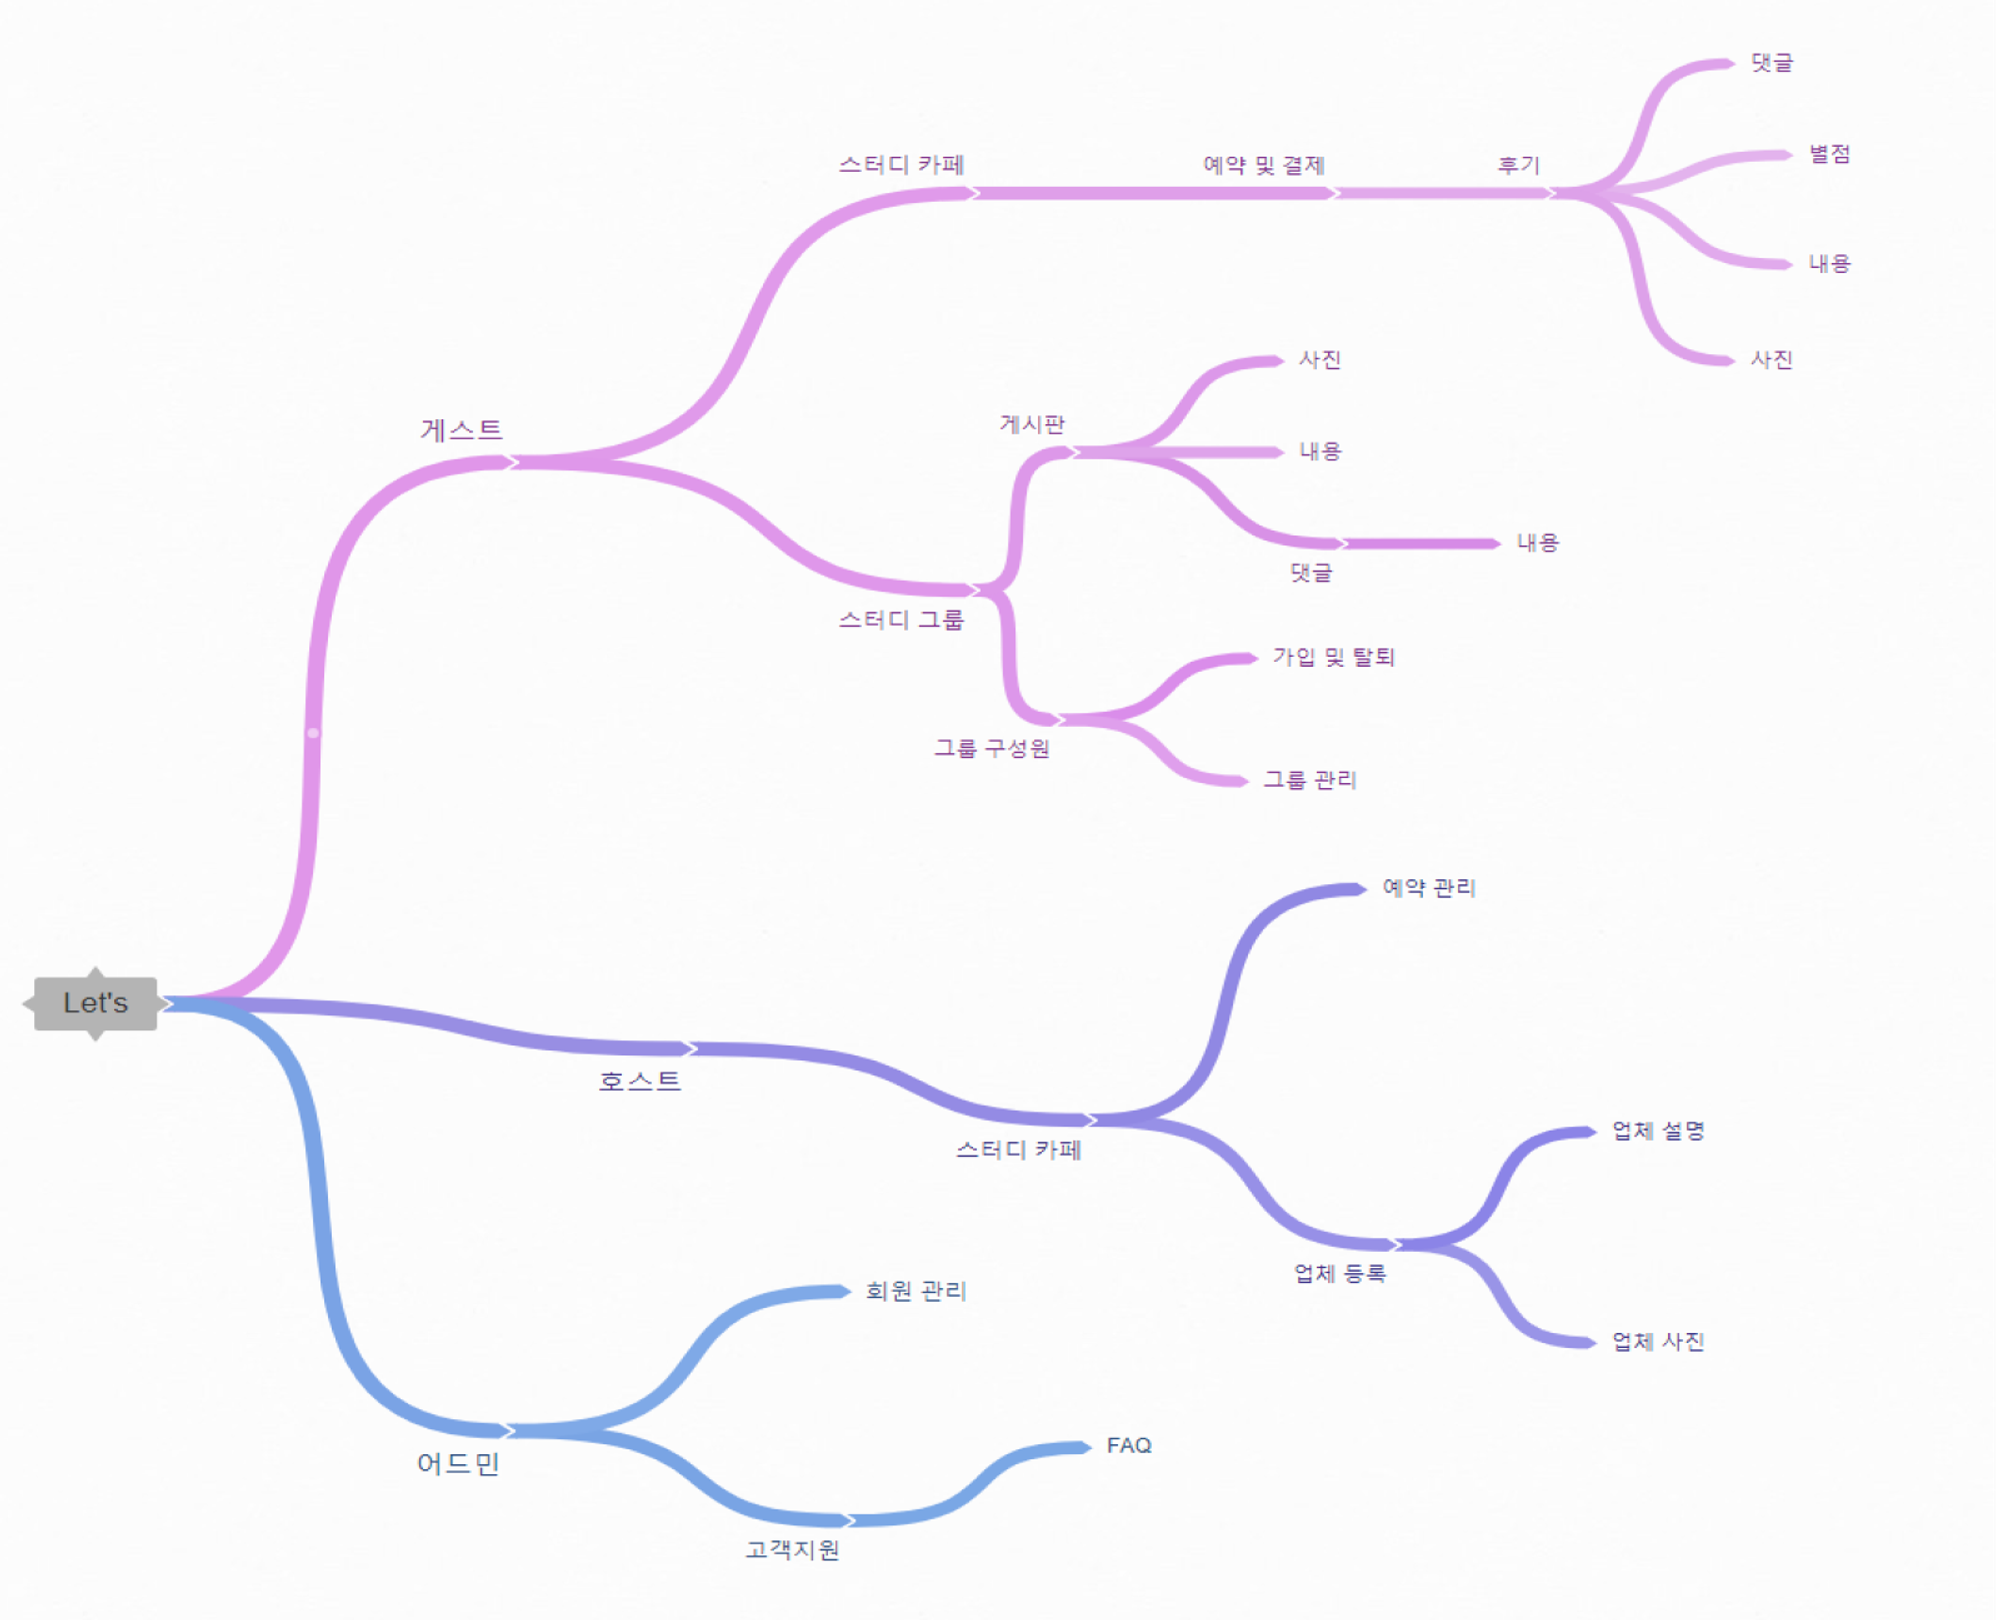 댓글
별점
스터디 카페
예약 및 결제
후기
내용
사진
사진
게시판
게스트
내용
내용
댓글
스터디 그룹
가입 및 탈퇴
그룹 구성원
그룹 관리
예약 관리
Let's
호스트
업체 설명
스터디 카페
업체 등록
회원 관리
업체 사진
FAQ
어드민
고객지원